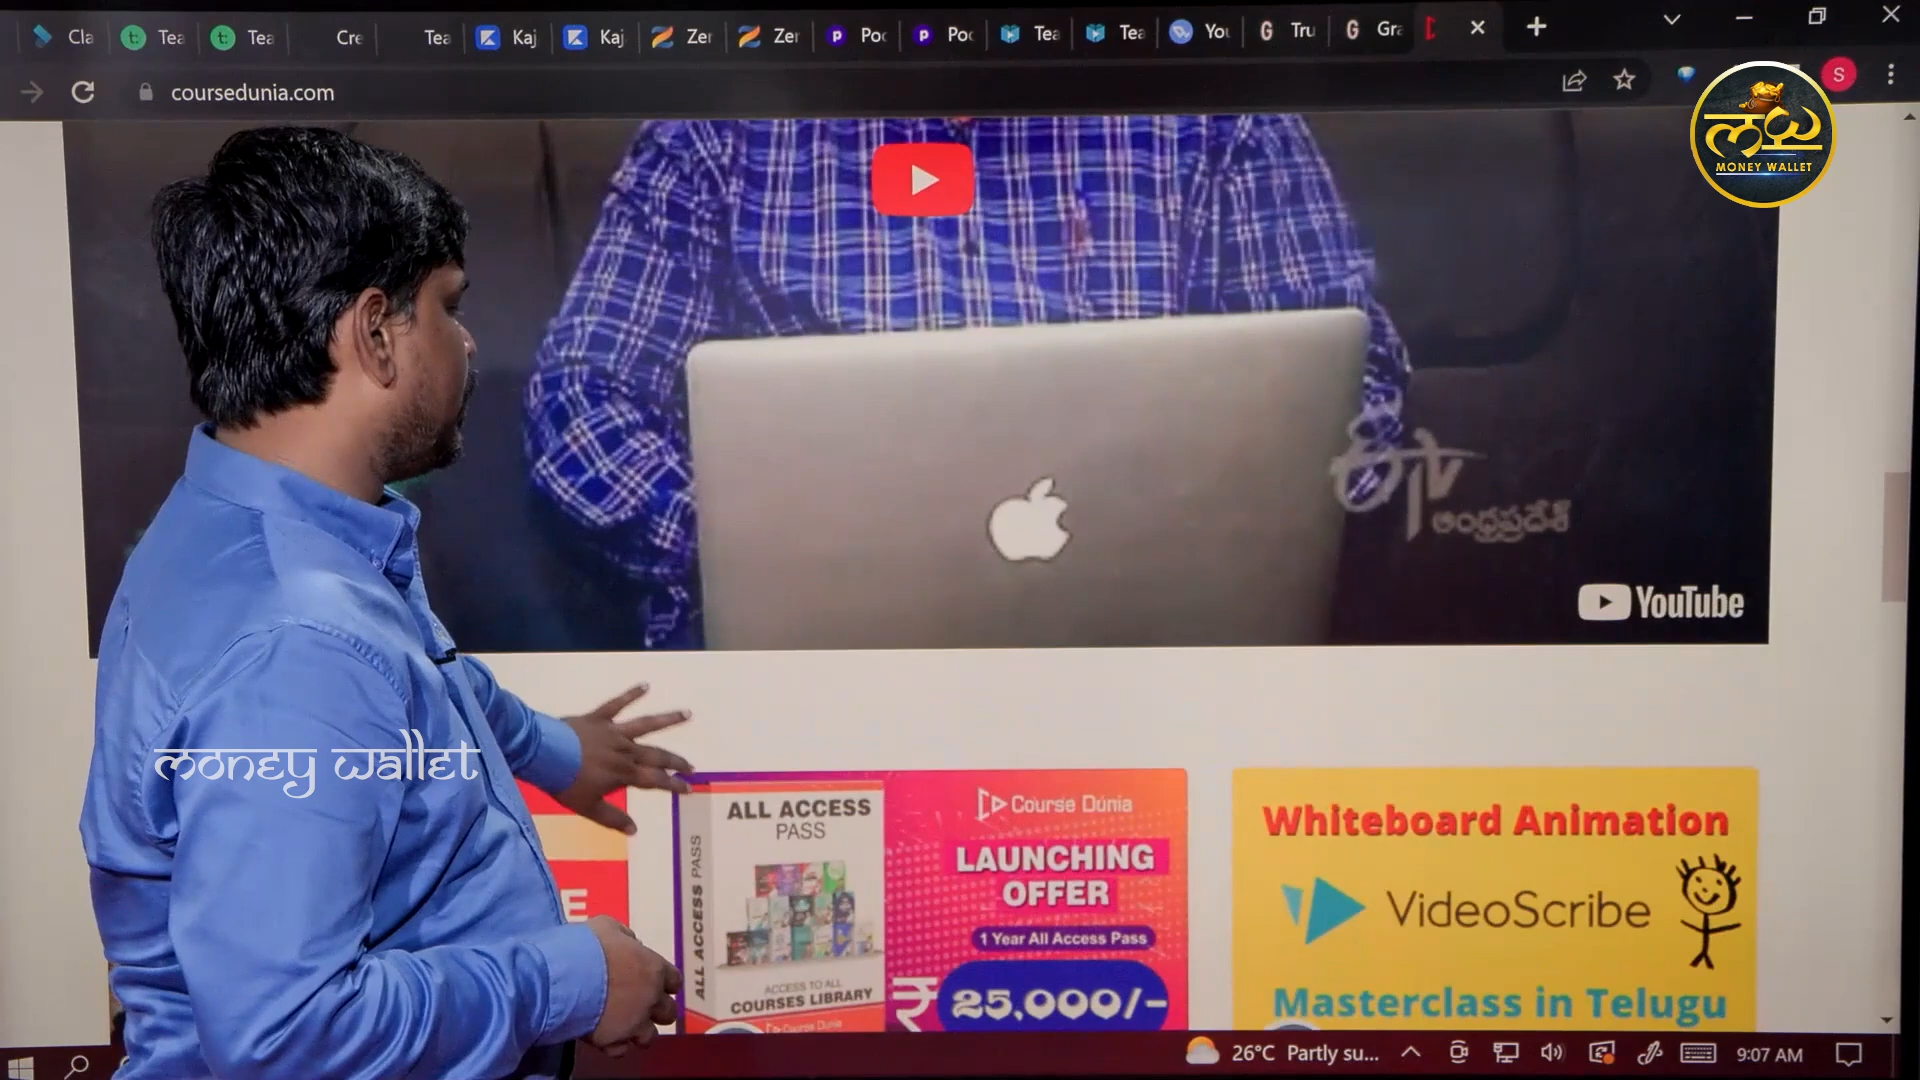 Cla
Tea
Tea
Cre
Tea
Kaj
Kaj
Zer
Zer
Poc
Poc
Tea
Tea
You
Tru
Gra
coursedunia.com
S
MONEY WALLET
ఆంధ్రప్రదేశ్
YouTube
money wallet
E
ALL ACCESS
PASS
ALL ACCESS PASS
ACCESS TO ALL
COURSES LIBRARY
Course Dunia
Course Dunia
LAUNCHING
OFFER
1 Year All Access Pass
₹ 25,000/-
Whiteboard Animation
VideoScribe
Masterclass in Telugu
26°C Partly su...
9:07 AM